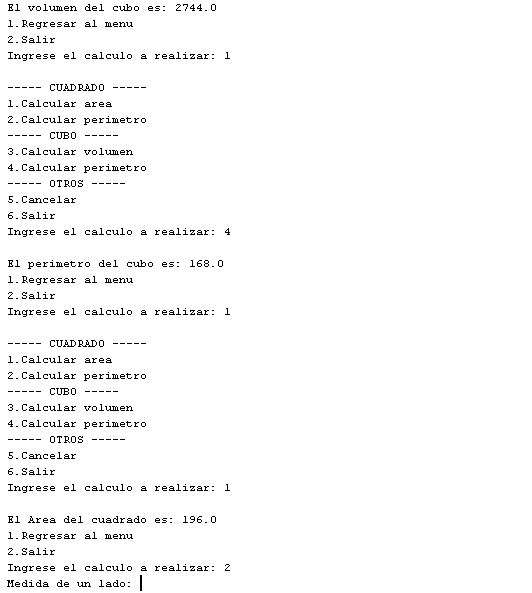 El volumen del cubo es: 2744.0
1.Regresar al menu
2.Salir
Ingrese el calculo a realizar: 1
----- CUADRADO -----
1.Calcular area
2.Calcular perimetro
----- CUBO -----
3.Calcular volumen
4.Calcular perimetro
----- OTROS -----
5.Cancelar
6.Salir
Ingrese el calculo a realizar: 4
El perimetro del cubo es: 168.0
1.Regresar al menu
2.Salir
Ingrese el calculo a realizar: 1
----- CUADRADO -----
1.Calcular area
2.Calcular perimetro
----- CUBO -----
3.Calcular volumen
4.Calcular perimetro
----- OTROS -----
5.Cancelar
6.Salir
Ingrese el calculo a realizar: 1
El Area del cuadrado es: 196.0
1.Regresar al menu
2.Salir
Ingrese el calculo a realizar: 2
Medida de un lado: